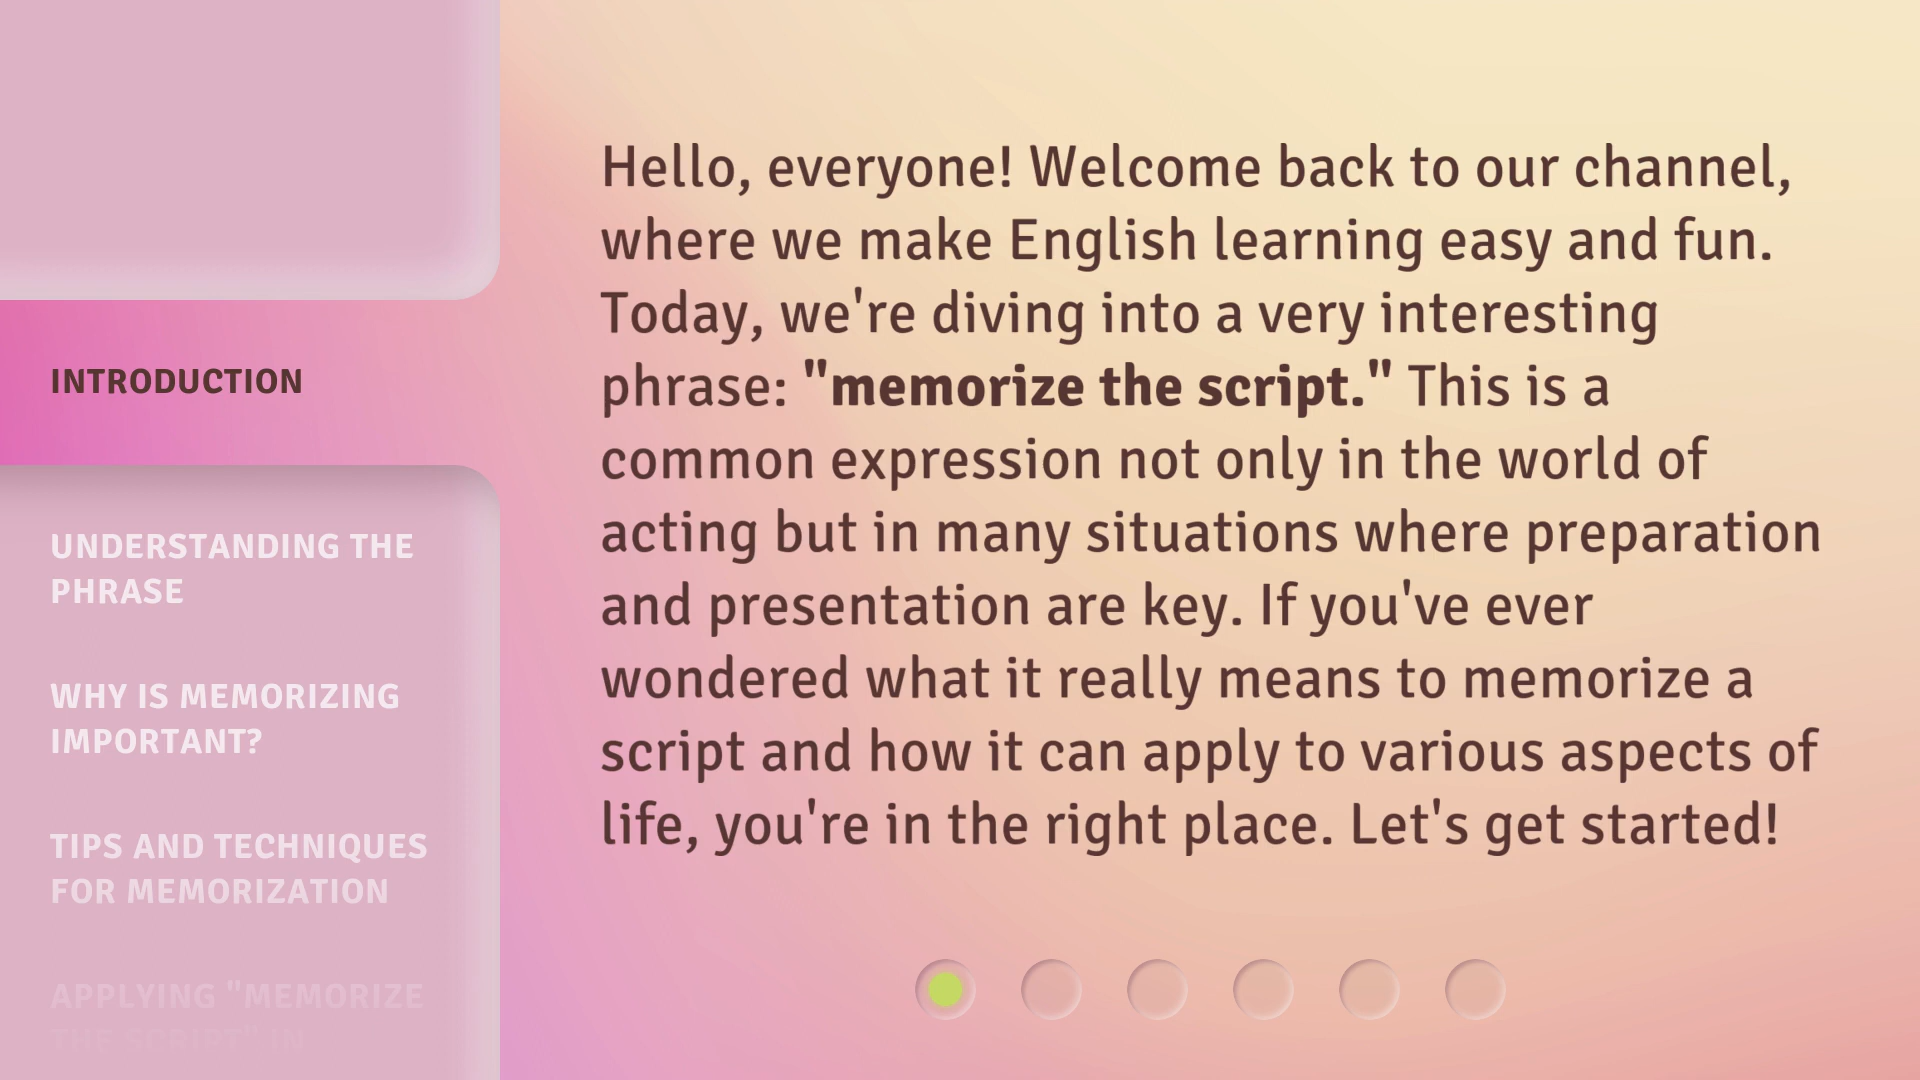 INTRODUCTION
UNDERSTANDING THE
PHRASE
WHY IS MEMORIZING
IMPORTANT?
TIPS AND TECHNIQUES
FOR MEMORIZATION
APPLYING "MEMORIZE
THE SCRIPT" IN
Hello, everyone! Welcome back to our channel,
where we make English learning easy and fun.
Today, we're diving into a very interesting
phrase: "memorize the script." This is a
common expression not only in the world of
acting but in many situations where preparation
and presentation are key. If you've ever
wondered what it really means to memorize a
script and how it can apply to various aspects of
life, you're in the right place. Let's get started!